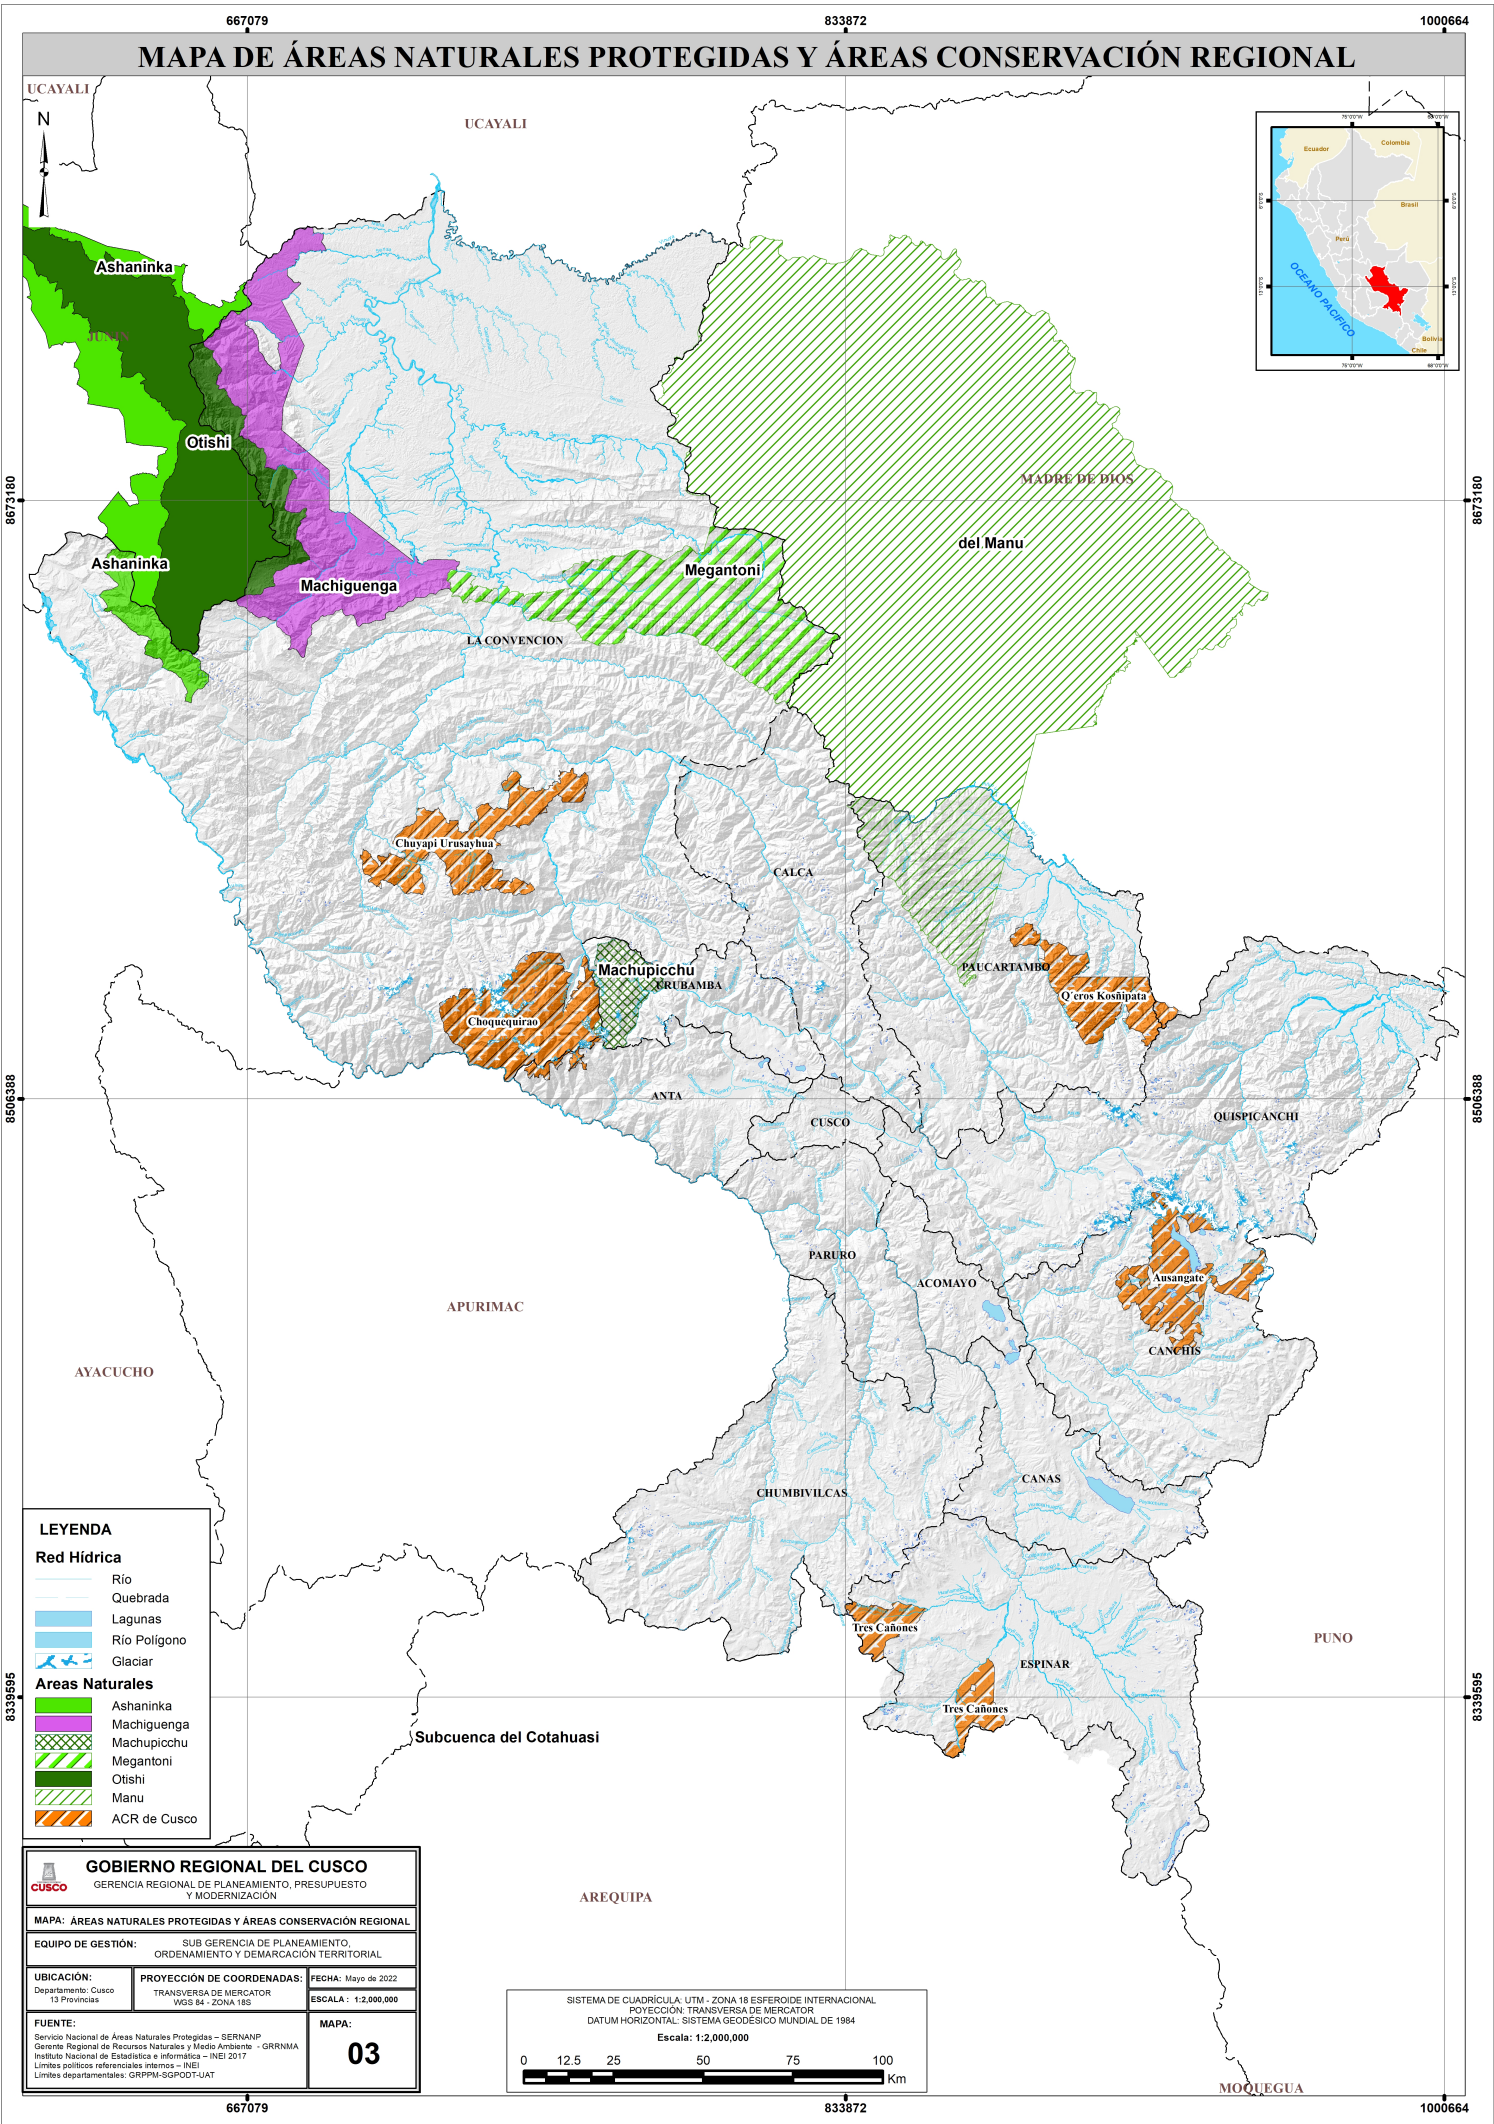 667079
833872
1000664
MAPA DE ÁREAS NATURALES PROTEGIDAS Y ÁREAS CONSERVACIÓN REGIONAL
UCAYALI
N
UCAYALI
Ecuador
Colombia
Brasil
Perú
OCEANO PACIFICO
Bolivia
Chile
Ashaninka
JUNIN
Otishi
MADRE DE DIOS
8673180
8673180
del Manu
Ashaninka
Megantoni
Machiguenga
LA CONVENCION
Chuyapi Urusayhua
CALCA
PAUCARTAMBO
Machupicchu
URUBAMBA
Q´eros Kosñipata
Choquequirao
ANTA
8506388
8506388
QUISPICANCHI
CUSCO
PARURO
ACOMAYO
Ausangate
APURIMAC
CANCHIS
AYACUCHO
CANAS
CHUMBIVILCAS
Tres Cañones
PUNO
ESPINAR
Tres Cañones
8339595
8339595
Subcuenca del Cotahuasi
AREQUIPA
MOQUEGUA
LEYENDA
Red Hídrica
Río
Quebrada
Lagunas
Río Polígono
Glaciar
Areas Naturales
Ashaninka
Machiguenga
Machupicchu
Megantoni
Otishi
Manu
ACR de Cusco
CUSCO
GOBIERNO REGIONAL DEL CUSCO
GERENCIA REGIONAL DE PLANEAMIENTO, PRESUPUESTO
Y MODERNIZACIÓN
MAPA: ÁREAS NATURALES PROTEGIDAS Y ÁREAS CONSERVACIÓN REGIONAL
EQUIPO DE GESTIÓN: SUB GERENCIA DE PLANEAMIENTO,
ORDENAMIENTO Y DEMARCACIÓN TERRITORIAL
UBICACIÓN:
Departamento: Cusco
13 Provincias
PROYECCIÓN DE COORDENADAS:
TRANSVERSA DE MERCATOR
WGS 84 - ZONA 18S
FECHA: Mayo de 2022
ESCALA : 1:2,000,000
FUENTE:
Servicio Nacional de Áreas Naturales Protegidas – SERNANP
Gerente Regional de Recursos Naturales y Medio Ambiente - GRRNMA
Instituto Nacional de Estadística e informática – INEI 2017
Límites políticos referenciales internos – INEI
Límites departamentales: GRPPM-SGPODT-UAT
MAPA:
03
SISTEMA DE CUADRÍCULA: UTM - ZONA 18 ESFEROIDE INTERNACIONAL
POYECCIÓN: TRANSVERSA DE MERCATOR
DATUM HORIZONTAL: SISTEMA GEODÉSICO MUNDIAL DE 1984
Escala: 1:2,000,000
0 12.5 25 50 75 100
Km
667079
833872
1000664